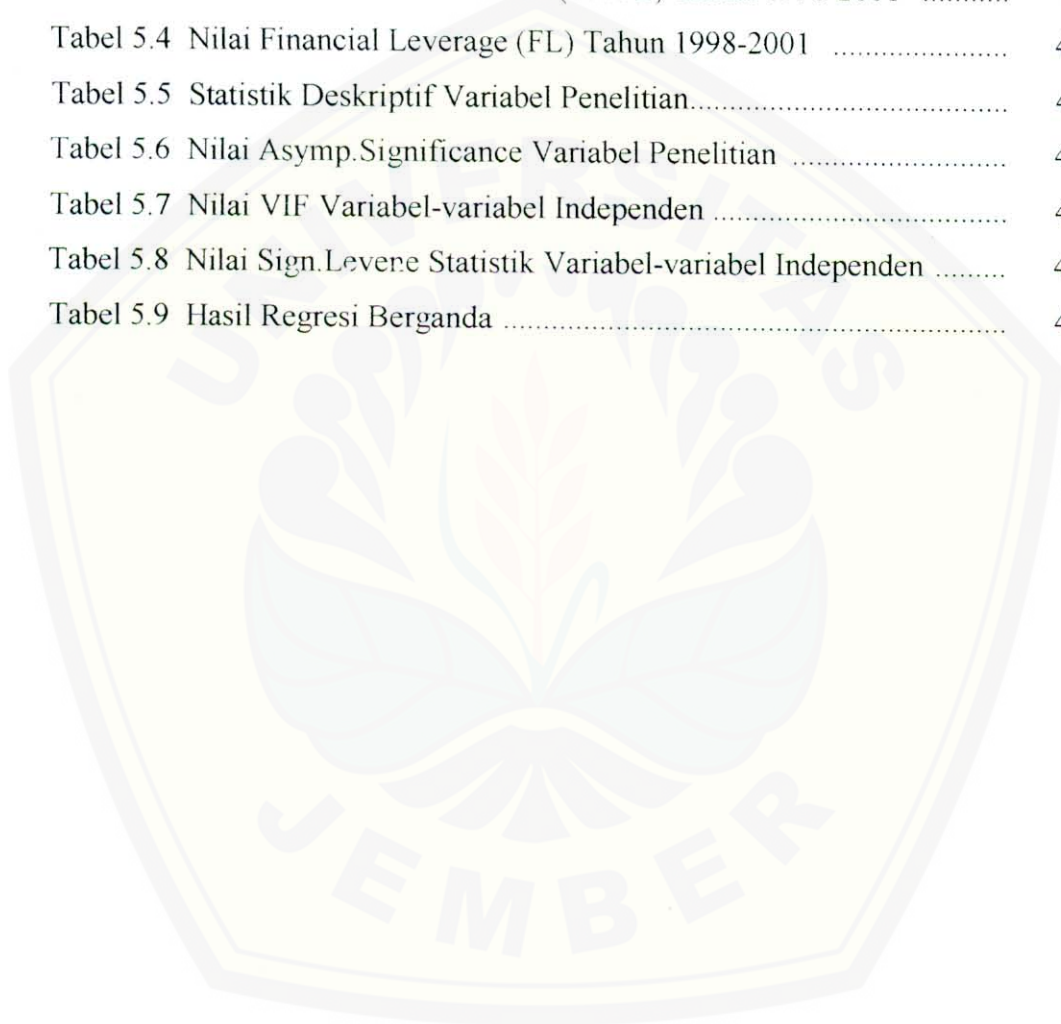 Tabel 5.4 Nilai Financial Leverage (FL) Tahun 1998-2001 ......................
Tabel 5.5 Statistik Deskriptif Variabel Penelitian........................................
Tabel 5.6 Nilai Asymp.Significance Variabel Penelitian ...........................
Tabel 5.7 Nilai VIF Variabel-variabel Independen .....................................
Tabel 5.8 Nilai Sign.Levene Statistik Variabel-variabel Independen .........
Tabel 5.9 Hasil Regresi Berganda ...............................................................
UNIVERSITAS
JEMBER